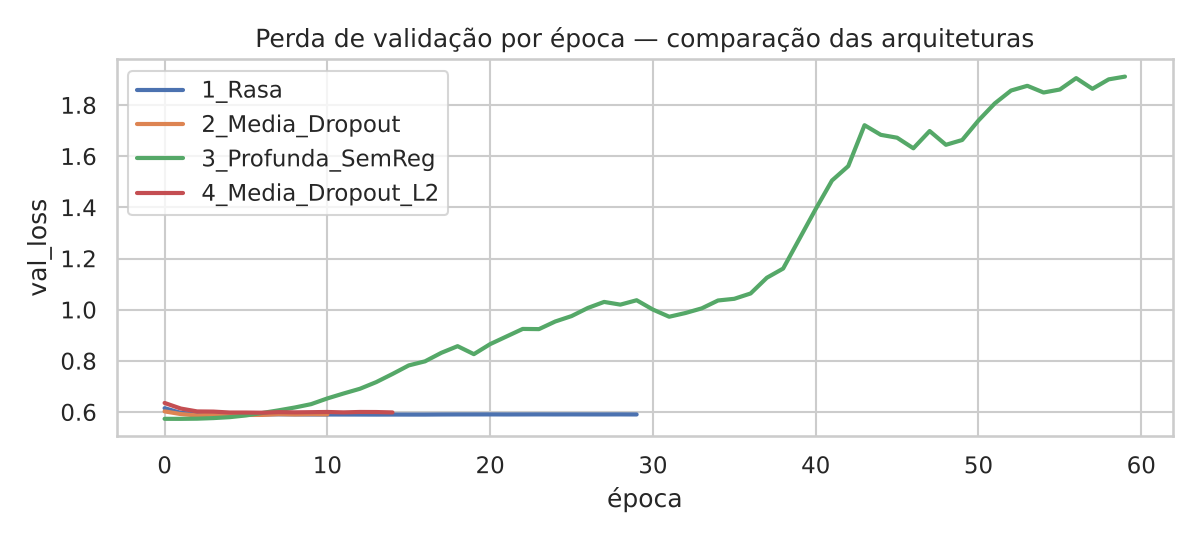 Perda de validação por época — comparação das arquiteturas
1_Rasa
2_Media_Dropout
3_Profunda_SemReg
4_Media_Dropout_L2
val_loss
1.8
1.6
1.4
1.2
1.0
0.8
0.6
0 10 20 30 40 50 60
época